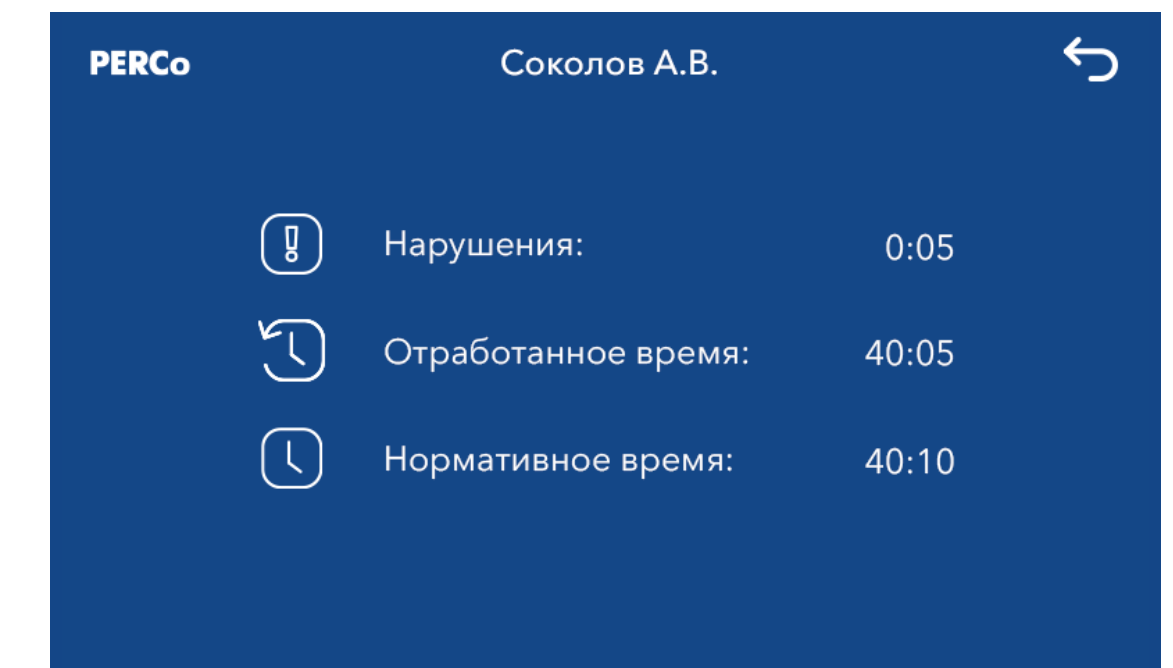 PERCo
Соколов А.В.
Нарушения: 0:05
Отработанное время: 40:05
Нормативное время: 40:10